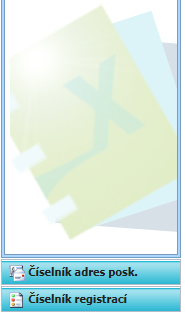 Číselník adres posk.
Číselník registrací